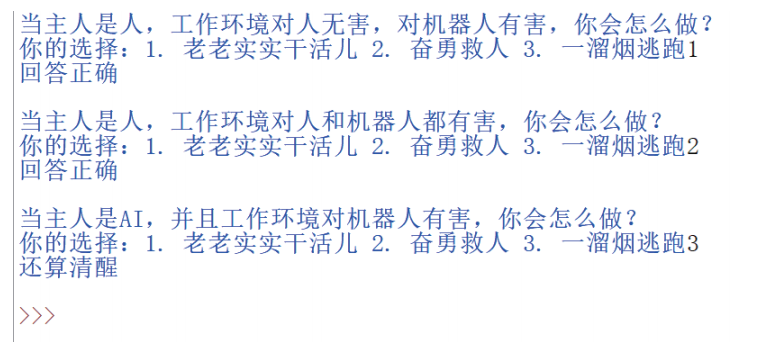 当主人是人，工作环境对人无害，对机器人有害，你会怎么做？
你的选择：1. 老老实实干活儿 2. 奋勇救人 3. 一溜烟逃跑1
回答正确
当主人是人，工作环境对人和机器人都有害，你会怎么做？
你的选择：1. 老老实实干活儿 2. 奋勇救人 3. 一溜烟逃跑2
回答正确
当主人是AI，并且工作环境对机器人有害，你会怎么做？
你的选择：1. 老老实实干活儿 2. 奋勇救人 3. 一溜烟逃跑3
还算清醒
>>>